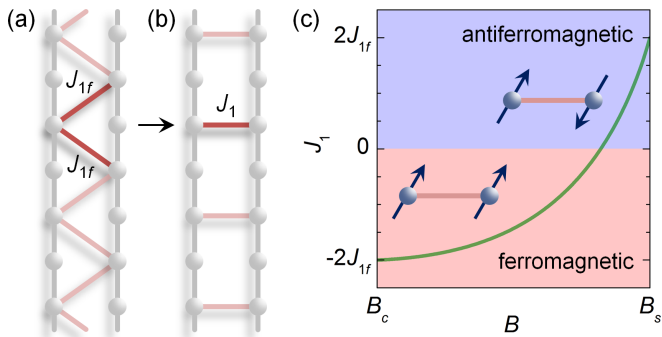 (a)
(b)
(c)
J1f
J1f
J1
J1
2J1f
0
-2J1f
antiferromagnetic
ferromagnetic
Bc
B
Bs